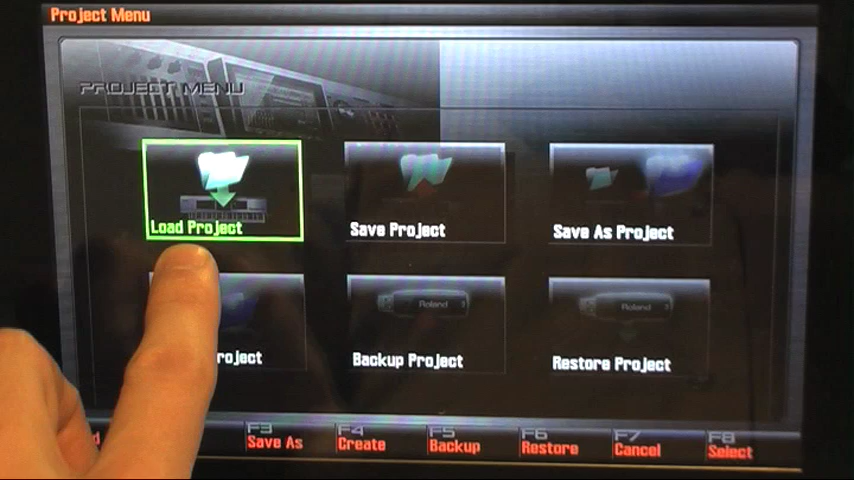 Project Menu
PROJECT MENU
Load Project
Save Project
Save As Project
Roland
Roland
roject
Backup Project
Restore Project
F3
F4
F5
F6
F7
F8
d
Save As
Create
Backup
Restore
Cancel
Select